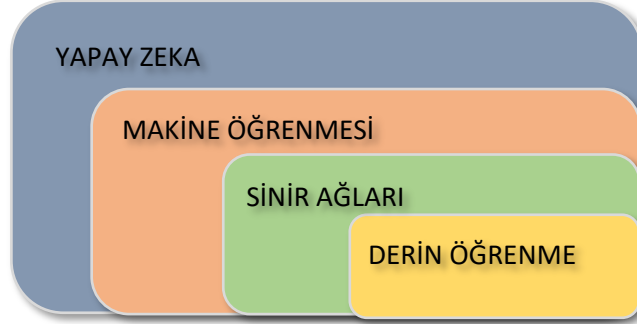 YAPAY ZEKA
MAKİNE ÖĞRENMESİ
SİNİR AĞLARI
DERİN ÖĞRENME